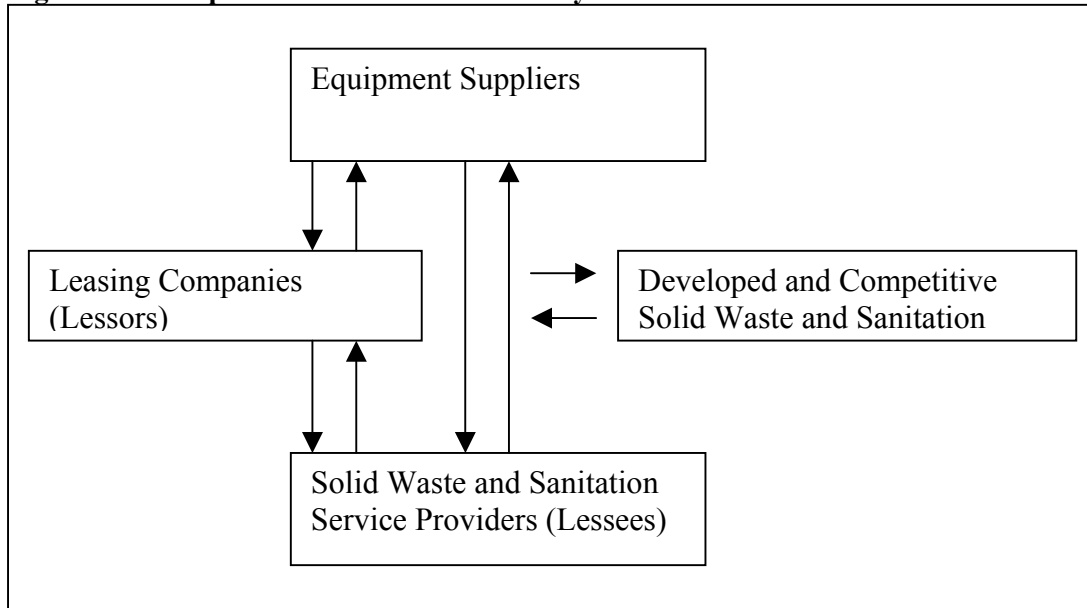 Equipment Suppliers
Leasing Companies
(Lessors)
Developed and Competitive
Solid Waste and Sanitation
Solid Waste and Sanitation
Service Providers (Lessees)